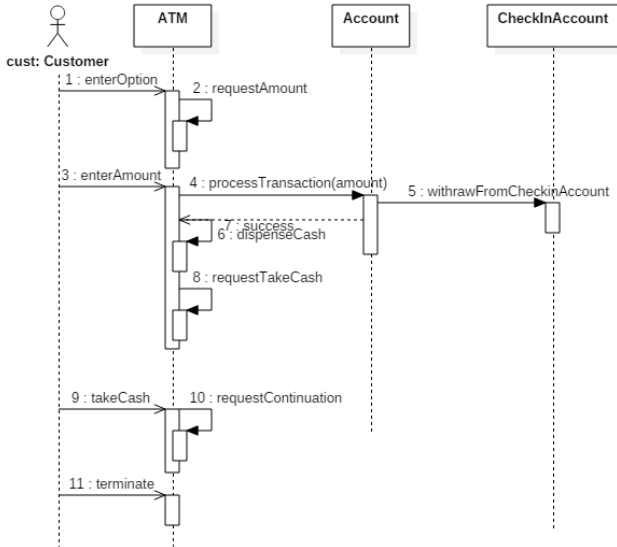 ATM
Account
CheckInAccount
cust: Customer
1 : enterOption
2 : requestAmount
3 : enterAmount
4 : processTransaction(amount)
5 : withrawFromCheckinAccount
7 : success
6 : dispenseCash
8 : requestTakeCash
9 : takeCash
10 : requestContinuation
11 : terminate